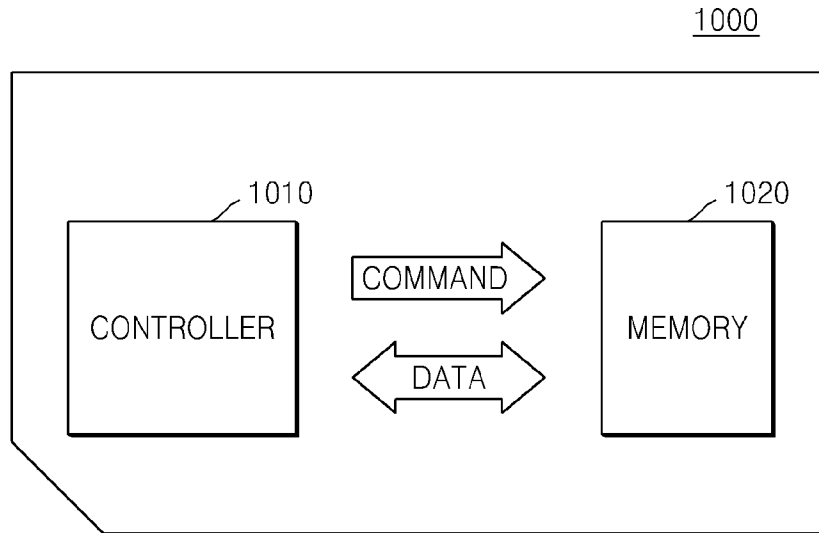 1000
1010
1020
COMMAND
CONTROLLER
MEMORY
DATA